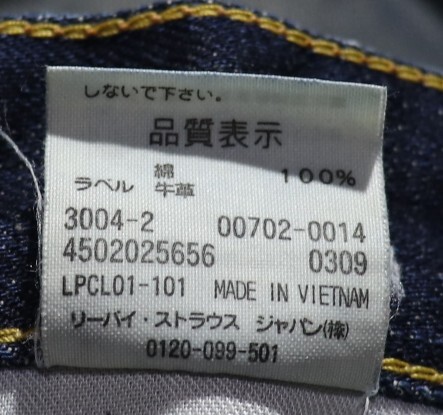 しないで下さい。
品質表示
綿 100%
ラベル 牛革
3004-2 00702-0014
4502025656 0309
LPCL01-101 MADE IN VIETNAM
リーバイ・ストラウス ジャパン(株)
0120-099-501